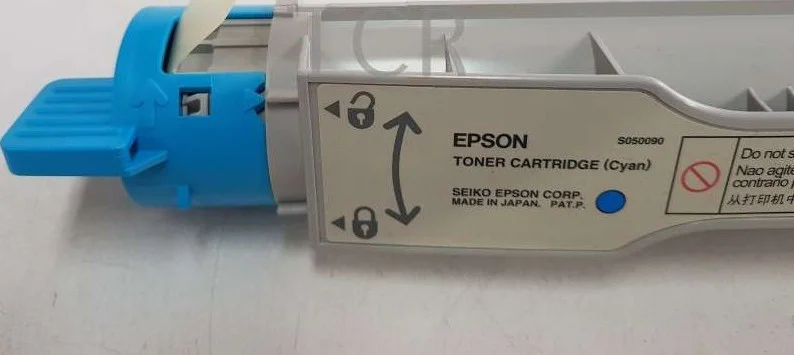 CR
EPSON
S050090
TONER CARTRIDGE (Cyan)
SEIKO EPSON CORP.
MADE IN JAPAN. PAT.P.
Do not s
Nao agite
contrario p
从打印机中